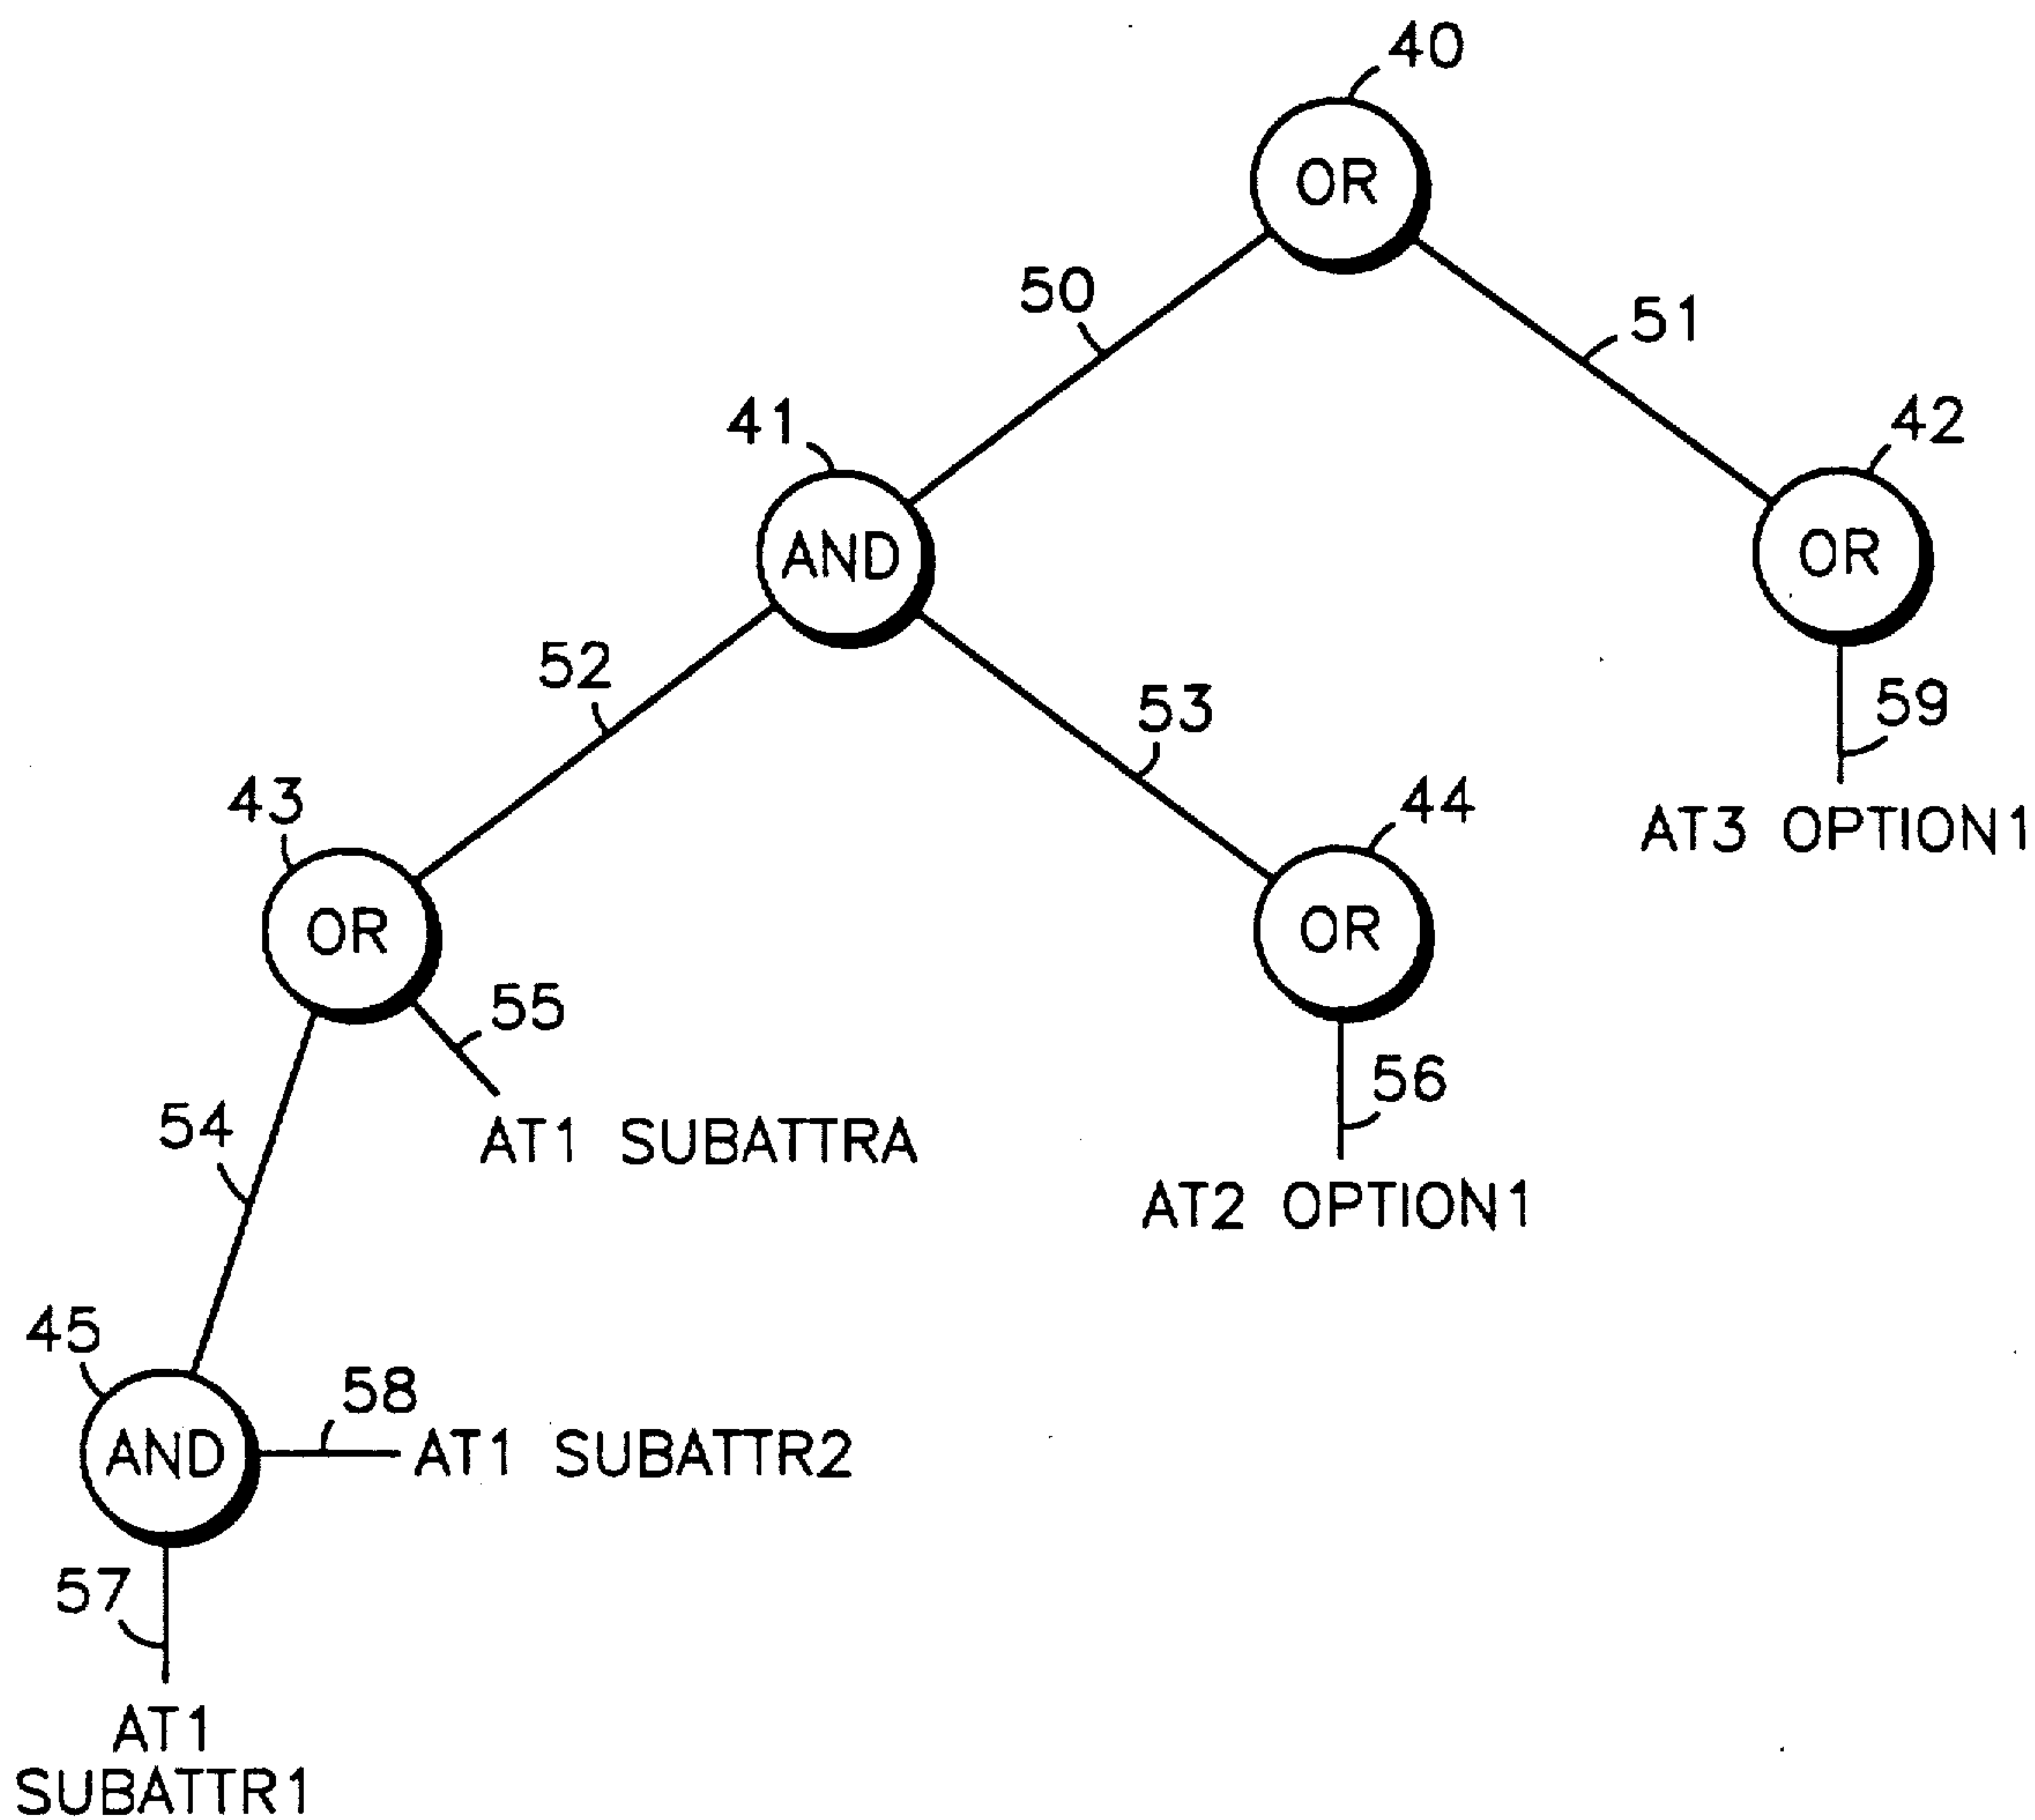 40
OR
50
51
41
42
AND
OR
52
53
59
43
44
AT3 OPTION1
OR
OR
55
56
54
AT1 SUBATTRA
AT2 OPTION1
45
58
AND
AT1 SUBATTR2
57
AT1
SUBATTR1